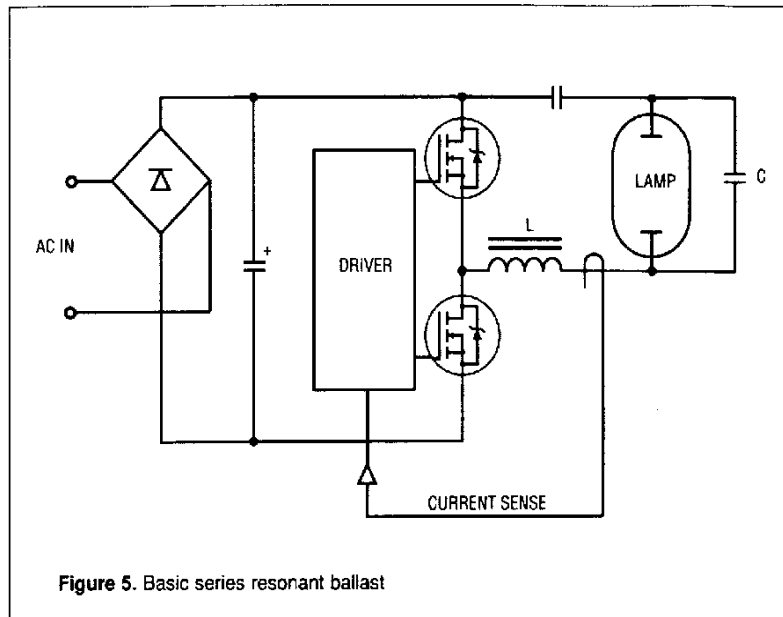 LAMP
C
L
AC IN
+
DRIVER
CURRENT SENSE
Figure 5. Basic series resonant ballast